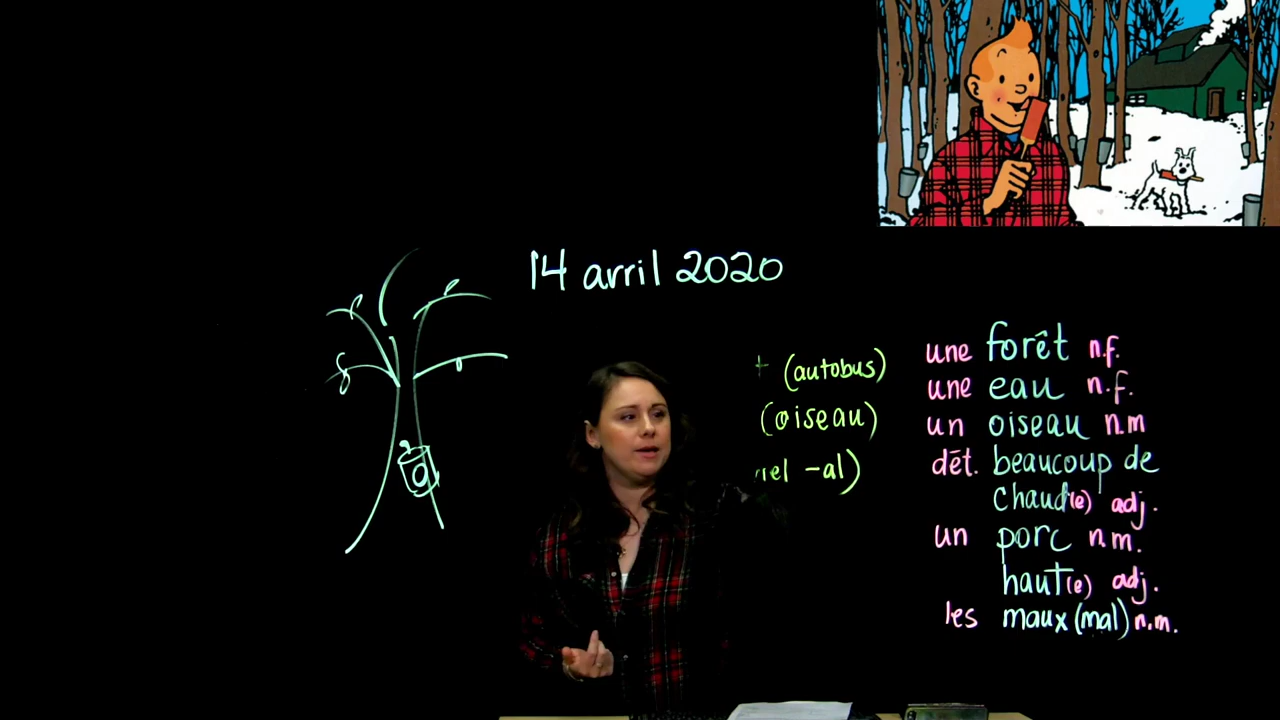 14 avril 2020
(autobus)
(oiseau)
-al)
une forêt n.f.
une eau n.f.
un oiseau n.m
dét. beaucoup de
chaud(e) adj.
un porc n.m.
haut(e) adj.
les maux (mal) n.m.